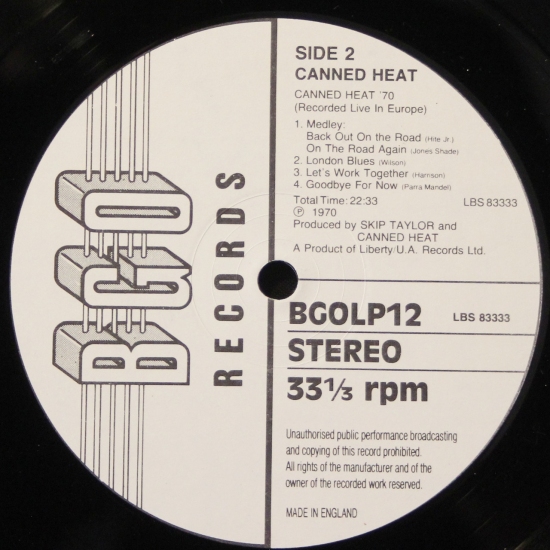 BGO
RECORDS
SIDE 2
CANNED HEAT
CANNED HEAT '70
(Recorded Live In Europe)
1. Medley:
Back Out On the Road (Hite Jr.)
On The Road Again (Jones Shade)
2. London Blues (Wilson)
3. Let's Work Together (Harrison)
4. Goodbye For Now (Parra Mandel)
Total Time: 22:33 LBS 83333
℗ 1970
Produced by SKIP TAYLOR and
CANNED HEAT
A Product of Liberty/U.A. Records Ltd.
BGOLP12 LBS 83333
STEREO
33⅓ rpm
Unauthorised public performance broadcasting
and copying of this record prohibited.
All rights of the manufacturer and of the
owner of the recorded work reserved.
MADE IN ENGLAND